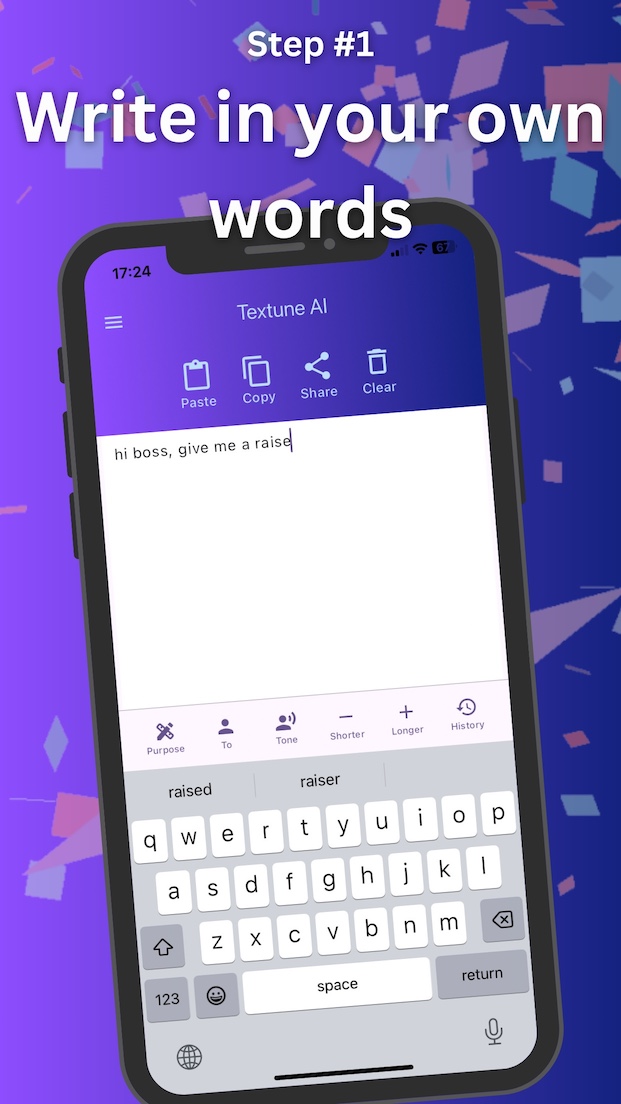 Step #1
Write in your own
words
17:24
67
Textune AI
Paste Copy Share Clear
hi boss, give me a raise
Purpose To Tone Shorter Longer History
raised raiser
q w e r t y u i o p
a s d f g h j k l
z x c v b n m
123 space return